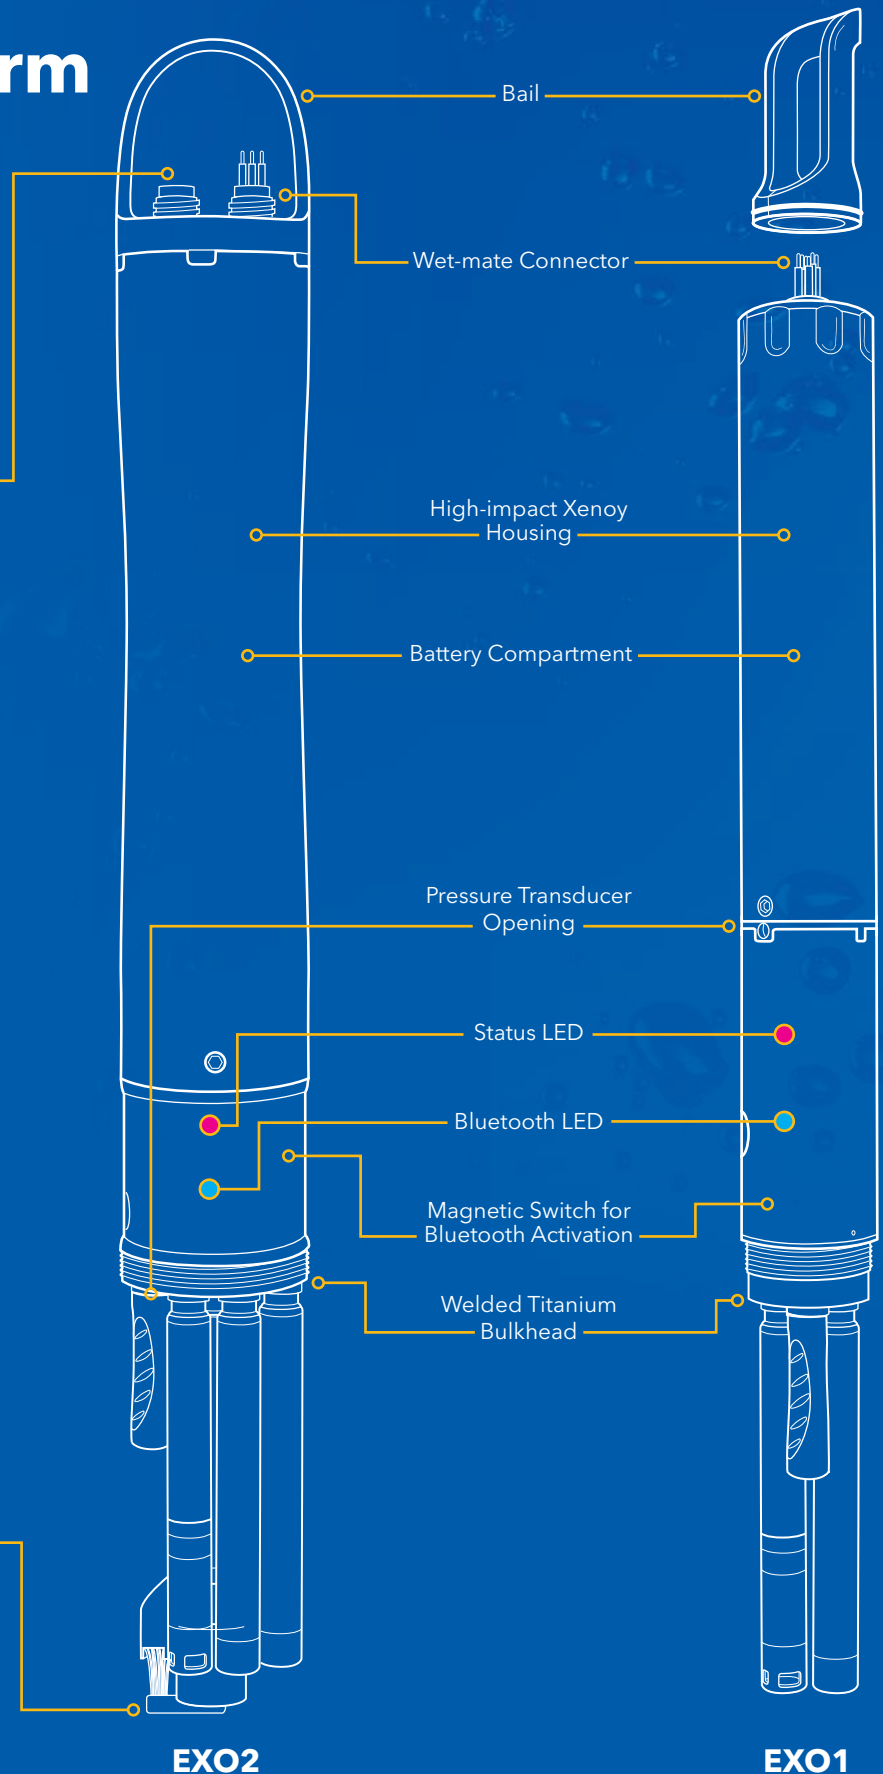 rm
Bail
Wet-mate Connector
High-impact Xenoy
Housing
Battery Compartment
Pressure Transducer
Opening
Status LED
Bluetooth LED
Magnetic Switch for
Bluetooth Activation
Welded Titanium
Bulkhead
EXO2
EXO1